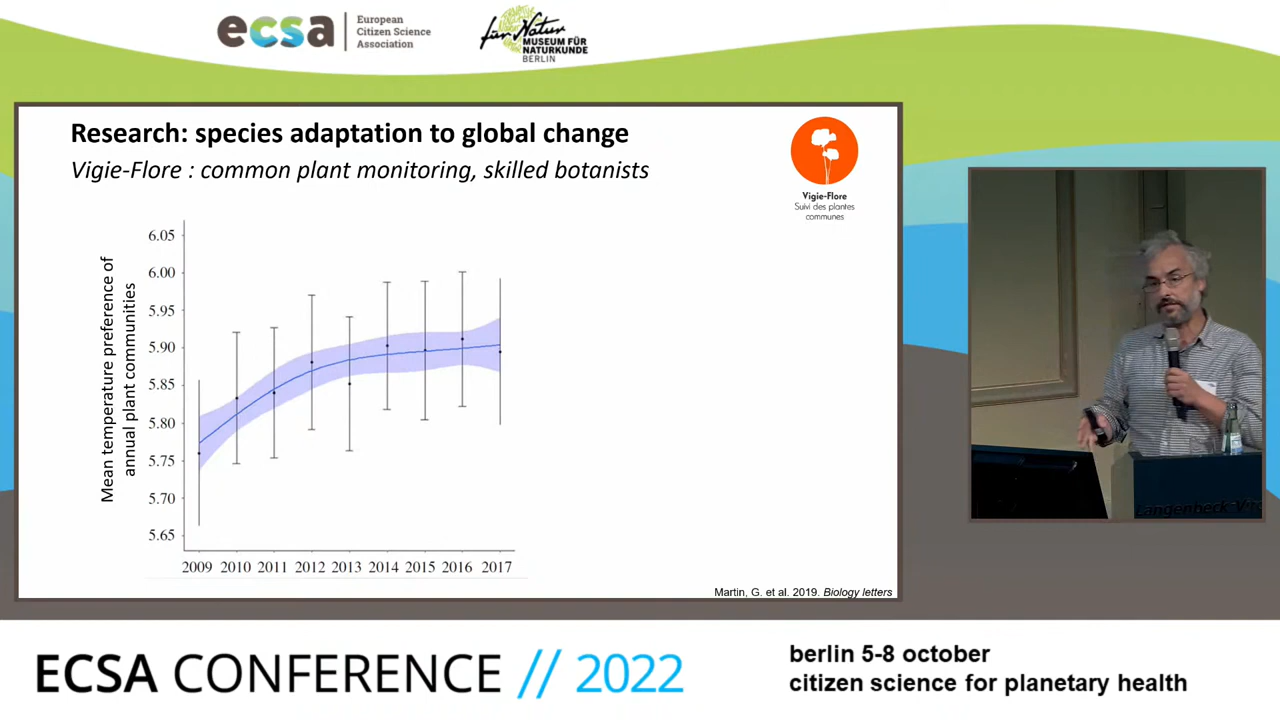 ecsa
European
Citizen Science
Association
für Natur
MUSEUM FÜR
NATURKUNDE
BERLIN
Research: species adaptation to global change
Vigie-Flore : common plant monitoring, skilled botanists
Vigie-Flore
Suivi des plantes
communes
Mean temperature preference of
annual plant communities
6.05
6.00
5.95
5.90
5.85
5.80
5.75
5.70
5.65
2009 2010 2011 2012 2013 2014 2015 2016 2017
Martin, G. et al. 2019. Biology letters
Langenbeck-Virc
ECSA CONFERENCE // 2022
berlin 5-8 october
citizen science for planetary health